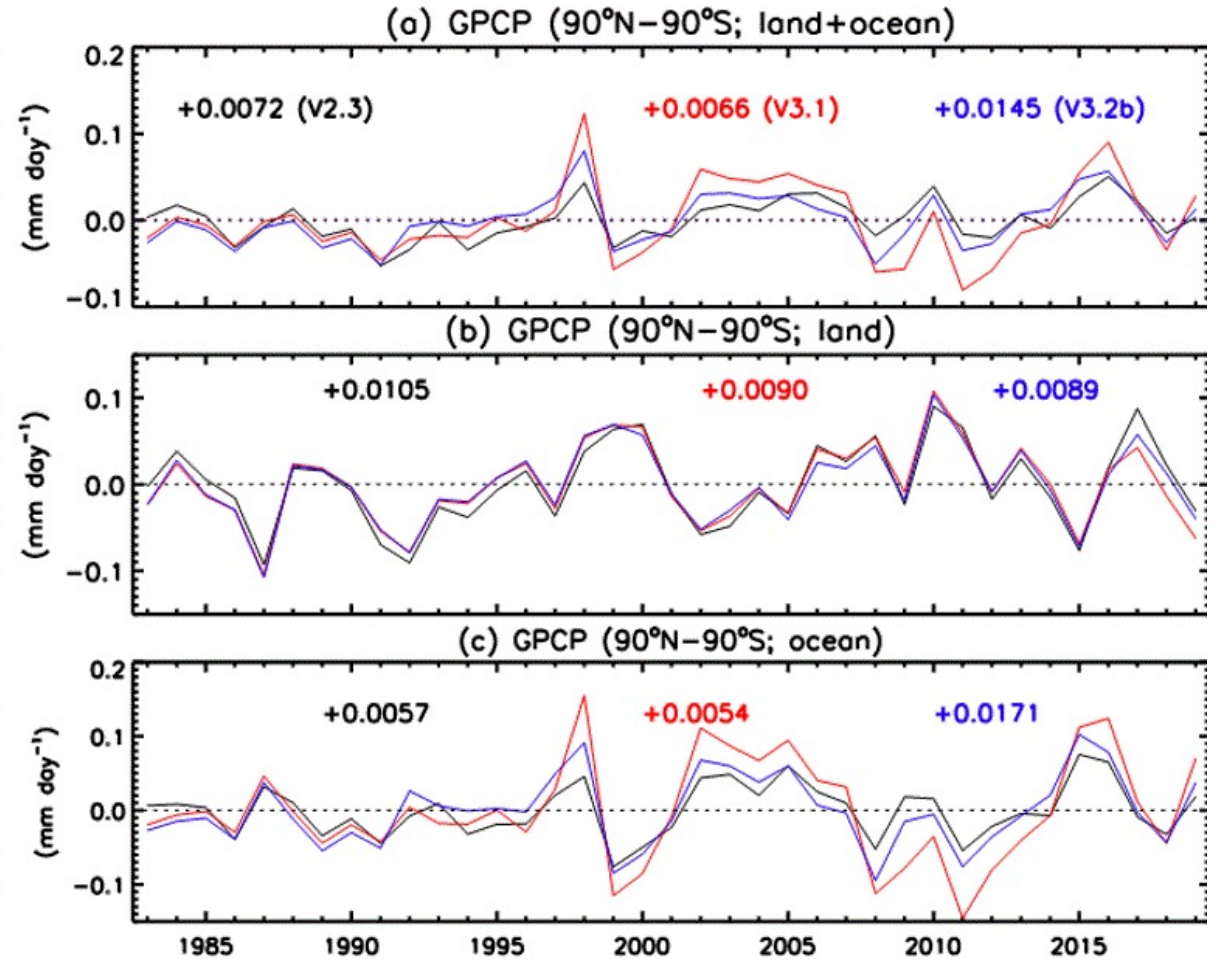 (a) GPCP (90°N−90°S; land+ocean)
0.2
+0.0072 (V2.3) +0.0066 (V3.1) +0.0145 (V3.2b)
0.1
0.0
−0.1
(mm day⁻¹)
(b) GPCP (90°N−90°S; land)
+0.0105 +0.0090 +0.0089
0.1
0.0
−0.1
(mm day⁻¹)
(c) GPCP (90°N−90°S; ocean)
0.2
+0.0057 +0.0054 +0.0171
0.1
0.0
−0.1
(mm day⁻¹)
1985 1990 1995 2000 2005 2010 2015